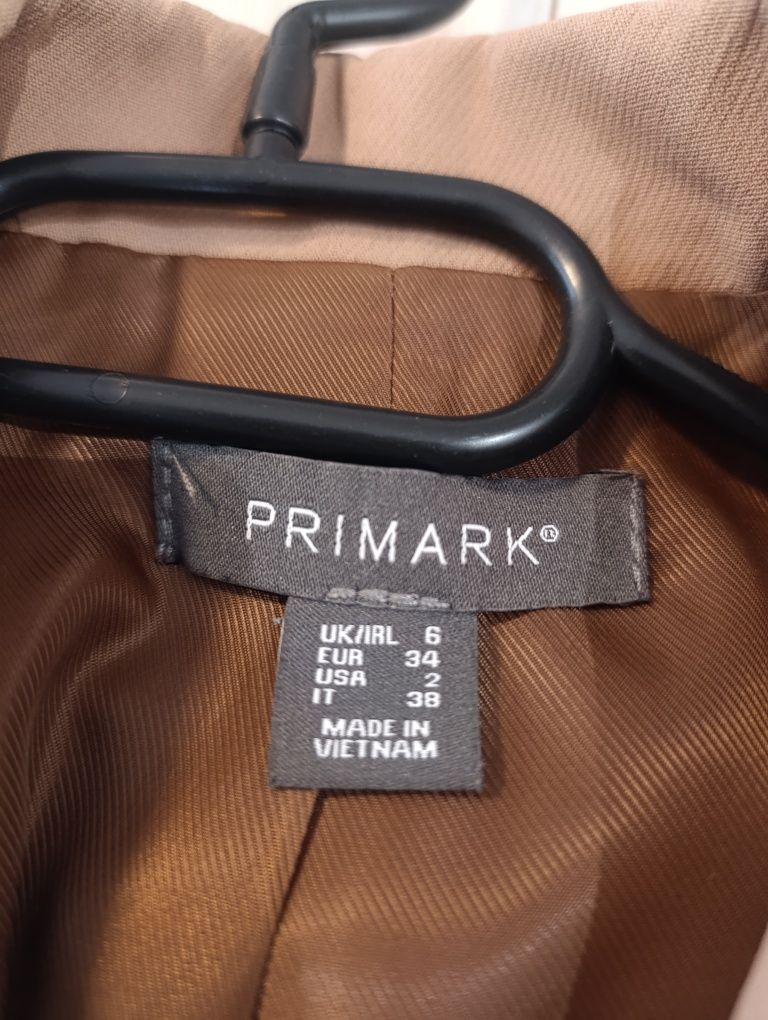 PRIMARK®
UK/IRL 6
EUR 34
USA 2
IT 38
MADE IN
VIETNAM